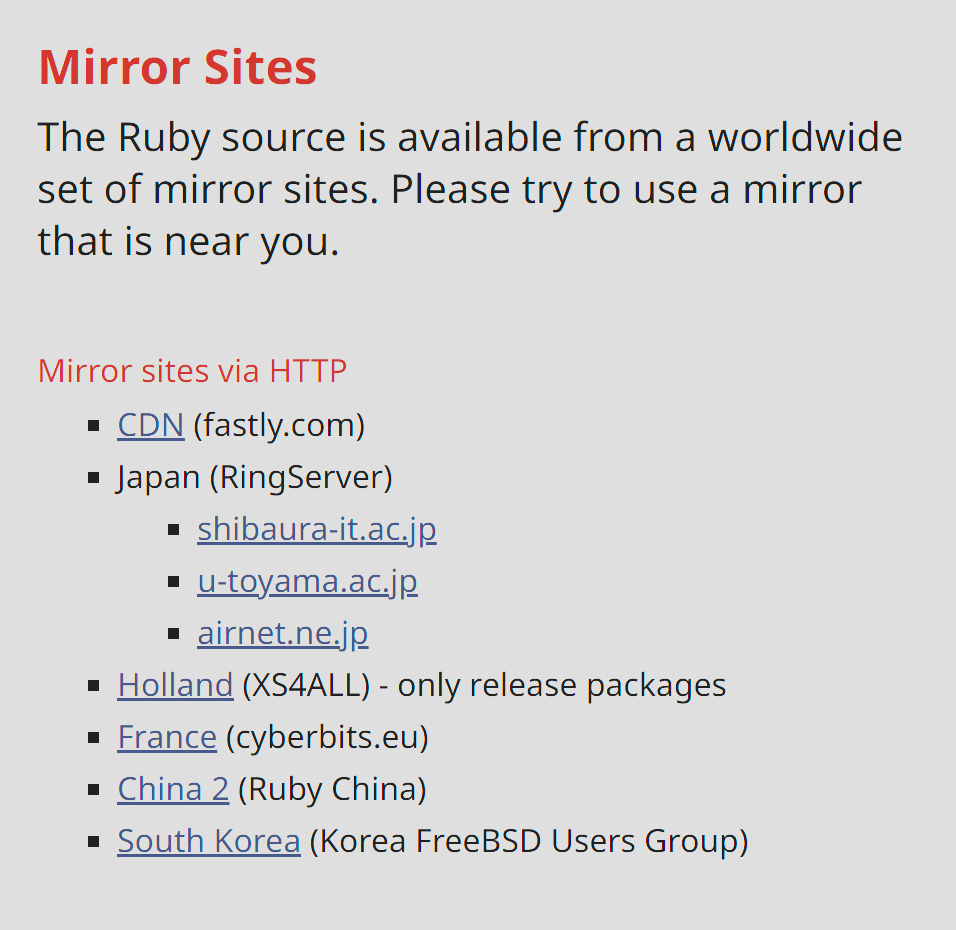 Mirror Sites
The Ruby source is available from a worldwide
set of mirror sites. Please try to use a mirror
that is near you.
Mirror sites via HTTP
CDN (fastly.com)
Japan (RingServer)
shibaura-it.ac.jp
u-toyama.ac.jp
airnet.ne.jp
Holland (XS4ALL) - only release packages
France (cyberbits.eu)
China 2 (Ruby China)
South Korea (Korea FreeBSD Users Group)